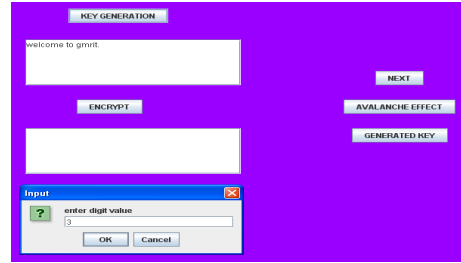 KEY GENERATION
welcome to gmrit.
NEXT
ENCRYPT
AVALANCHE EFFECT
GENERATED KEY
Input
?
enter digit value
3
OK Cancel